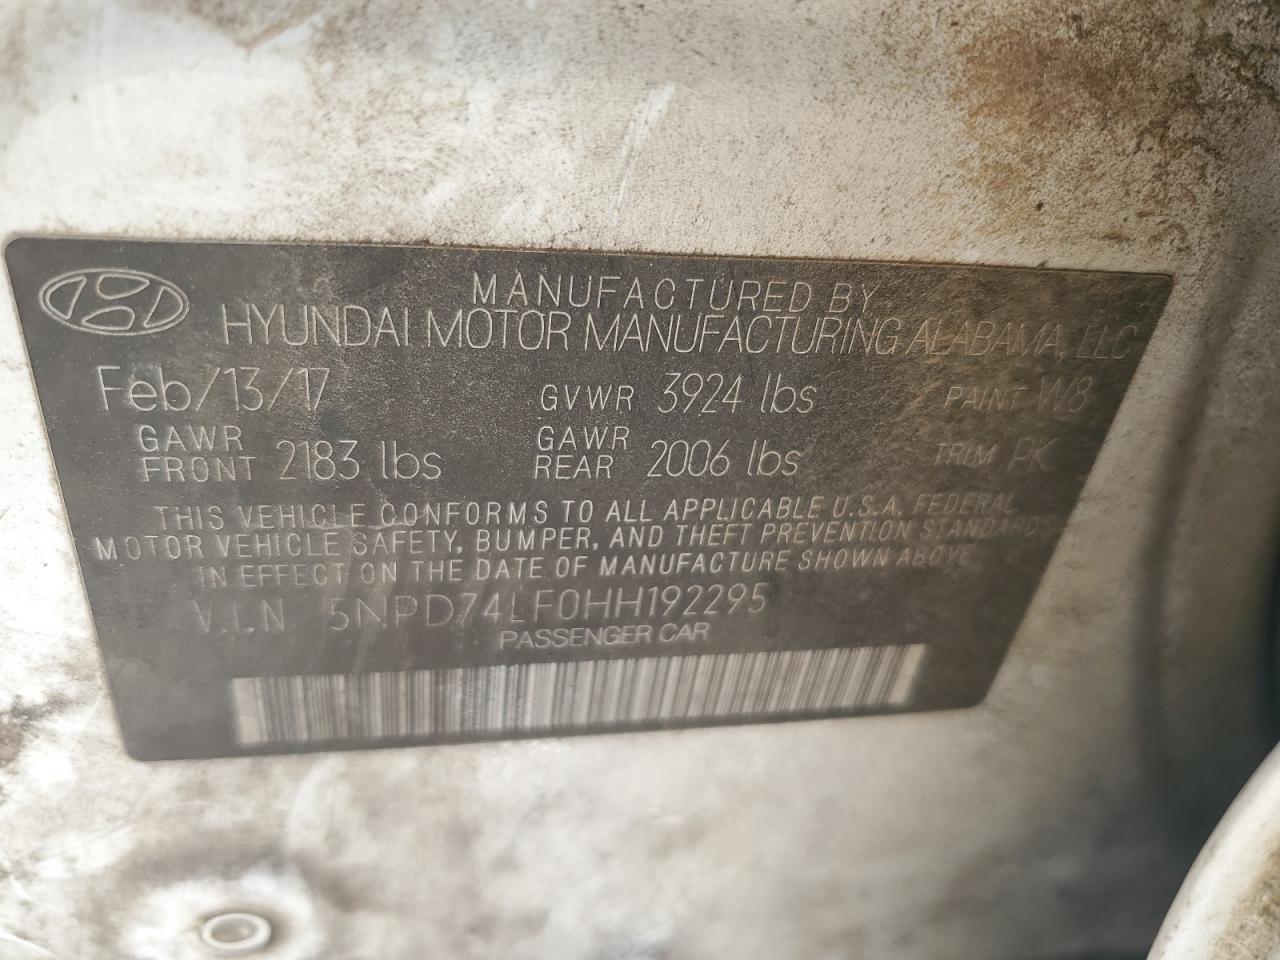 MANUFACTURED BY
HYUNDAI MOTOR MANUFACTURING ALABAMA, LLC
Feb/13/17 GVWR 3924 lbs PAINT W8
GAWR FRONT 2183 lbs GAWR REAR 2006 lbs TRIM PK
THIS VEHICLE CONFORMS TO ALL APPLICABLE U.S.A. FEDERAL
MOTOR VEHICLE SAFETY, BUMPER, AND THEFT PREVENTION STANDARDS
IN EFFECT ON THE DATE OF MANUFACTURE SHOWN ABOVE.
V.I.N 5NPD74LF0HH192295
PASSENGER CAR